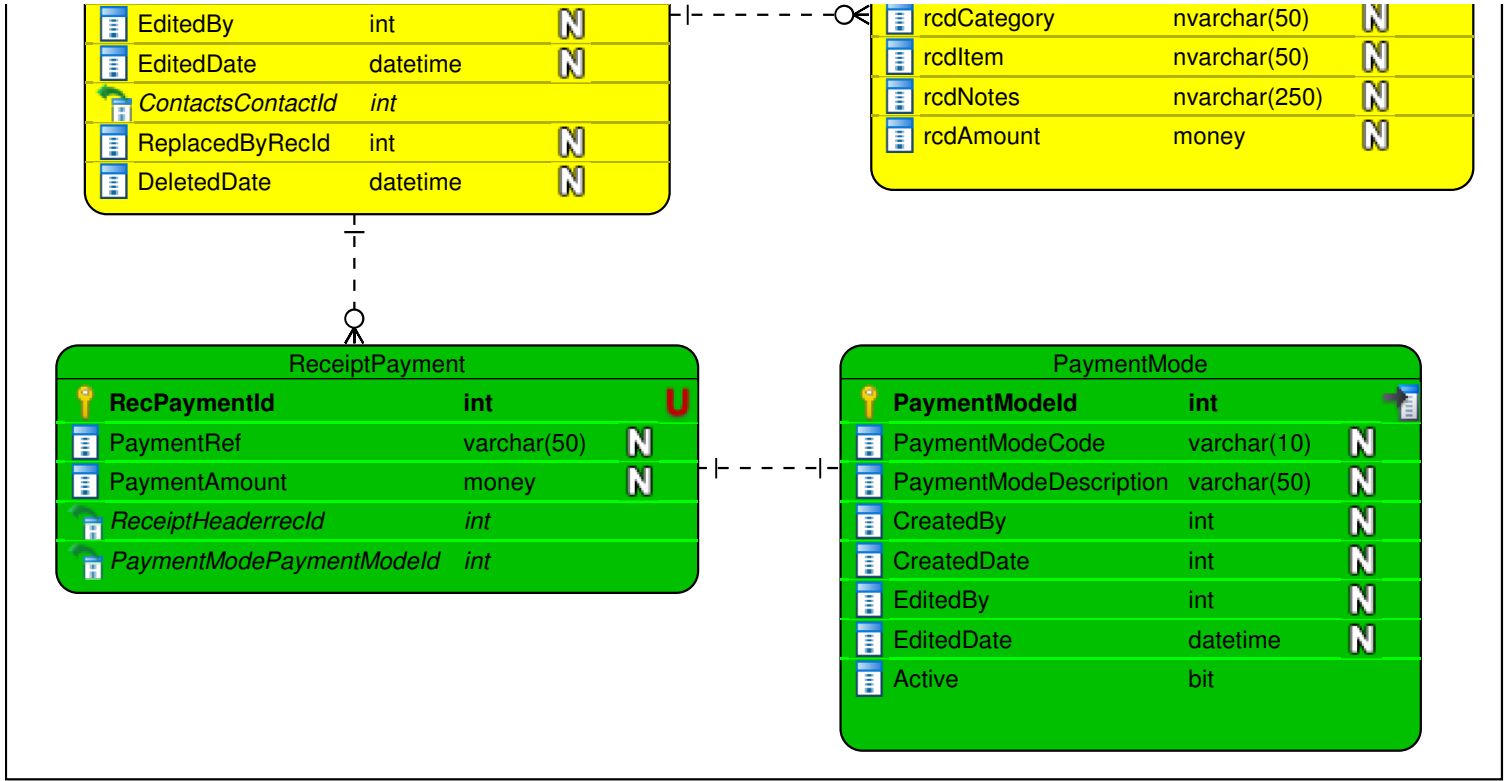 EditedBy int N
EditedDate datetime N
ContactsContactId int
ReplacedByRecId int N
DeletedDate datetime N
rcdCategory nvarchar(50) N
rcdItem nvarchar(50) N
rcdNotes nvarchar(250) N
rcdAmount money N
ReceiptPayment
RecPaymentId int U
PaymentRef varchar(50) N
PaymentAmount money N
ReceiptHeaderrecId int
PaymentModePaymentModeId int
PaymentMode
PaymentModeId int
PaymentModeCode varchar(10) N
PaymentModeDescription varchar(50) N
CreatedBy int N
CreatedDate int N
EditedBy int N
EditedDate datetime N
Active bit